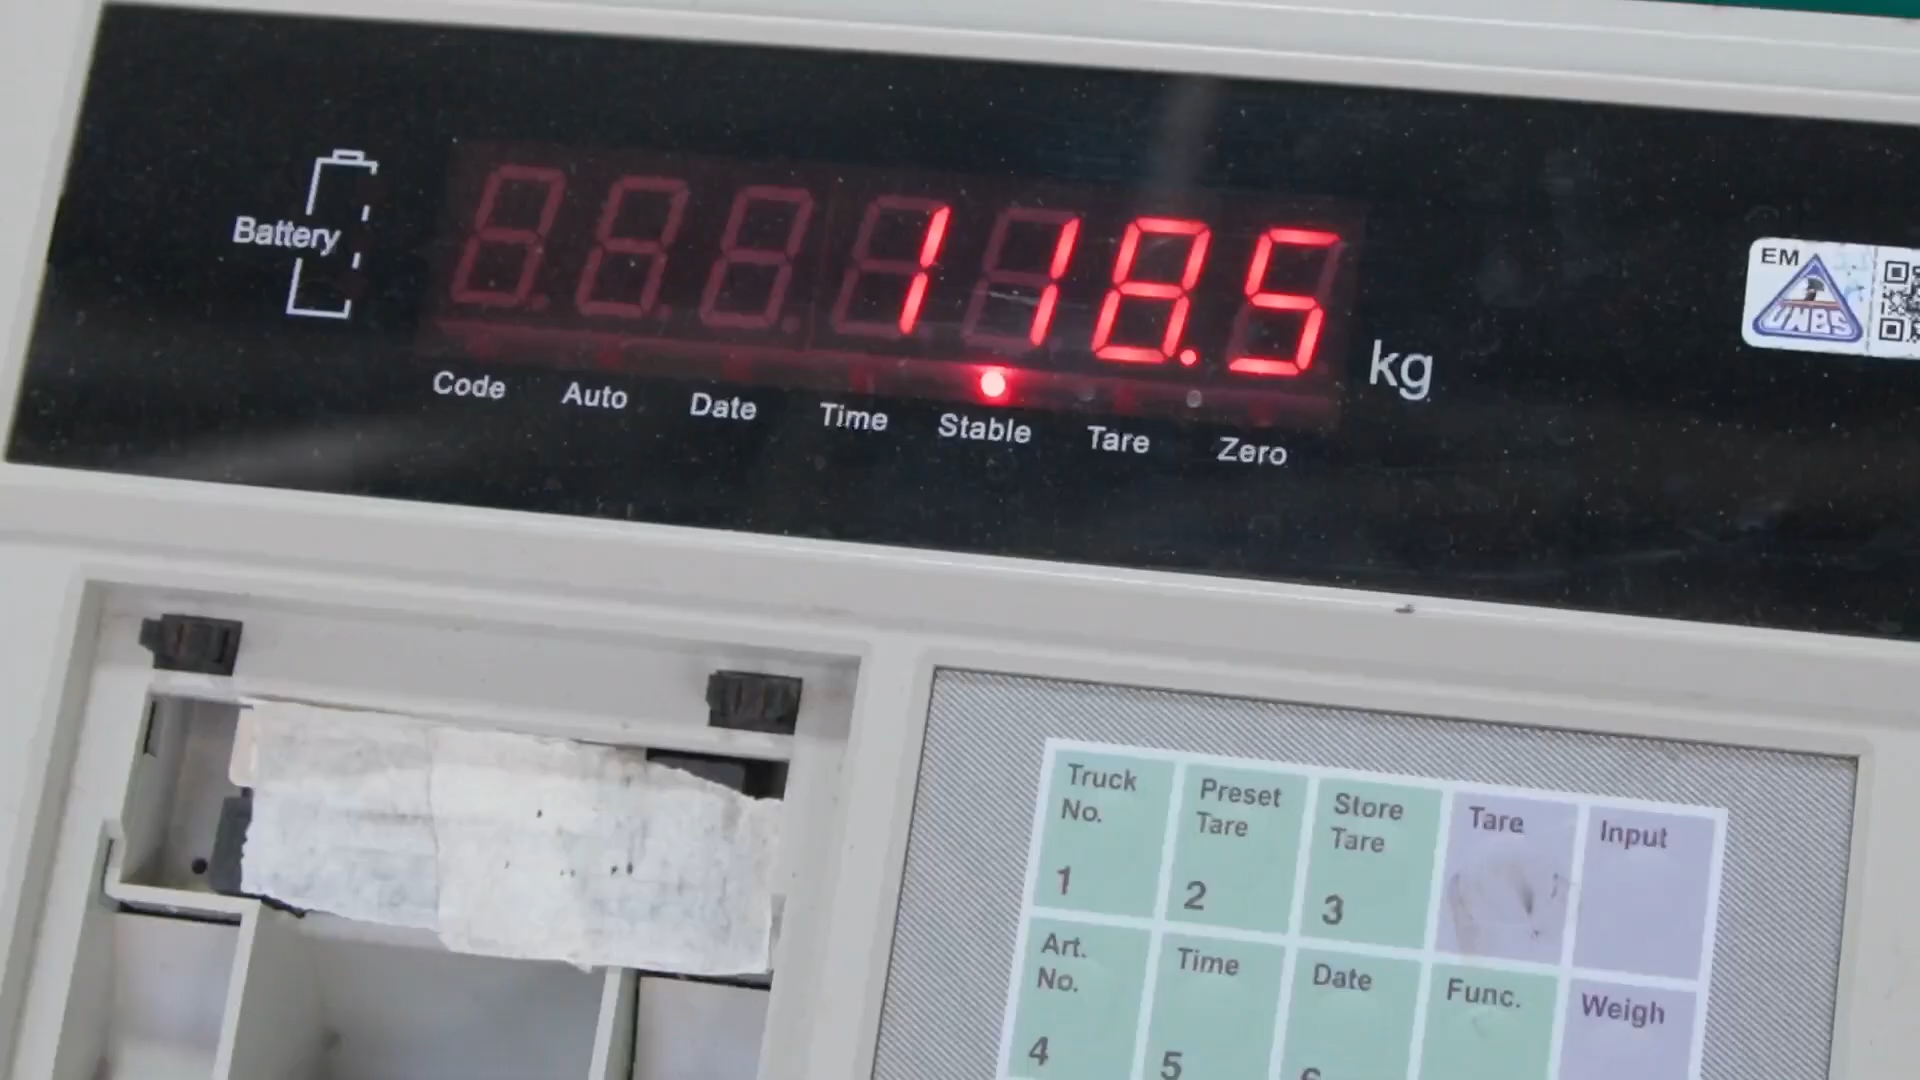 Battery
118.5 kg
Code Auto Date Time Stable Tare Zero
EM
UNBS
Truck No. 1
Preset Tare 2
Store Tare 3
Tare
Input
Art. No. 4
Time 5
Date
Func.
Weigh